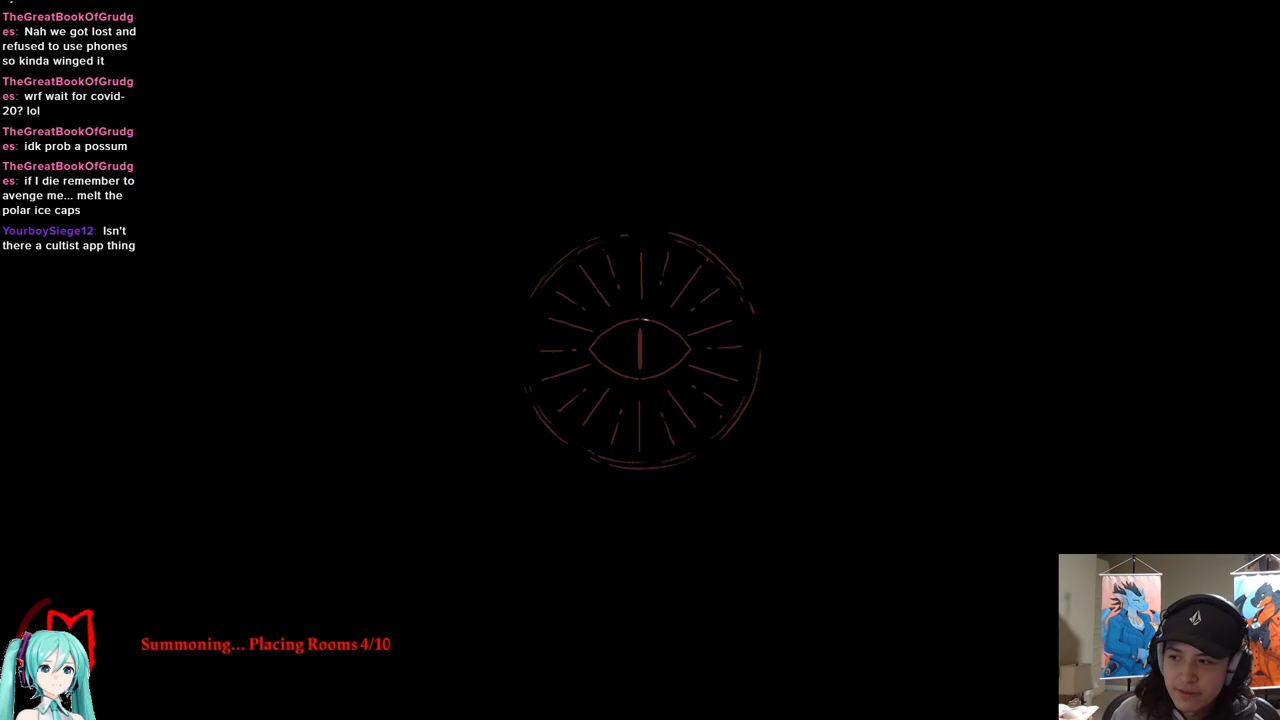 TheGreatBookOfGrudg
es: Nah we got lost and
refused to use phones
so kinda winged it
TheGreatBookOfGrudg
es: wrf wait for covid-
20? lol
TheGreatBookOfGrudg
es: idk prob a possum
TheGreatBookOfGrudg
es: if I die remember to
avenge me... melt the
polar ice caps
YourboySiege12: Isn't
there a cultist app thing
Summoning... Placing Rooms 4/10